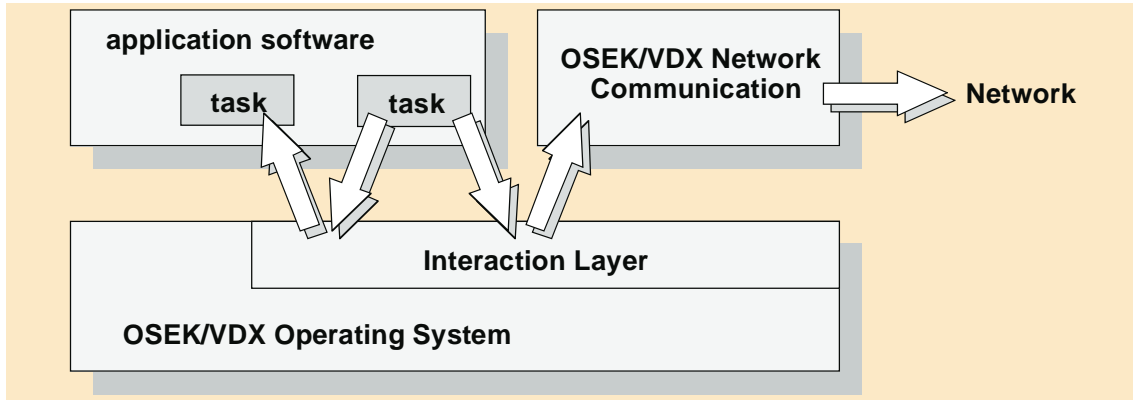 application software
task
task
OSEK/VDX Network
Communication
Network
Interaction Layer
OSEK/VDX Operating System